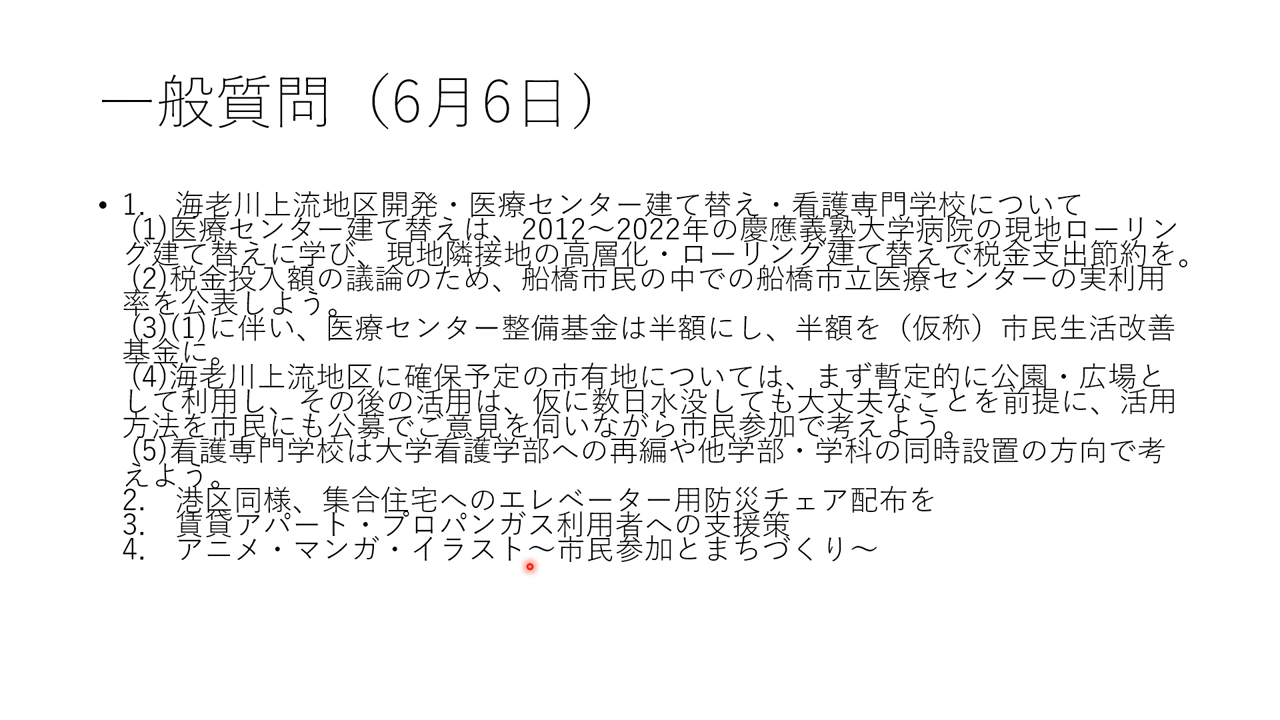 一般質問（6月6日）
• 1.　海老川上流地区開発・医療センター建て替え・看護専門学校について
(1)医療センター建て替えは、2012～2022年の慶應義塾大学病院の現地ローリン
グ建て替えに学び、現地隣接地の高層化・ローリング建て替えで税金支出節約を。
(2)税金投入額の議論のため、船橋市民の中での船橋市立医療センターの実利用
率を公表しよう。
(3)(1)に伴い、医療センター整備基金は半額にし、半額を（仮称）市民生活改善
基金に。
(4)海老川上流地区に確保予定の市有地については、まず暫定的に公園・広場と
して利用し、その後の活用は、仮に数日水没しても大丈夫なことを前提に、活用
方法を市民にも公募でご意見を伺いながら市民参加で考えよう。
(5)看護専門学校は大学看護学部への再編や他学部・学科の同時設置の方向で考
えよう。
2.　港区同様、集合住宅へのエレベーター用防災チェア配布を
3.　賃貸アパート・プロパンガス利用者への支援策
4.　アニメ・マンガ・イラスト～市民参加とまちづくり～